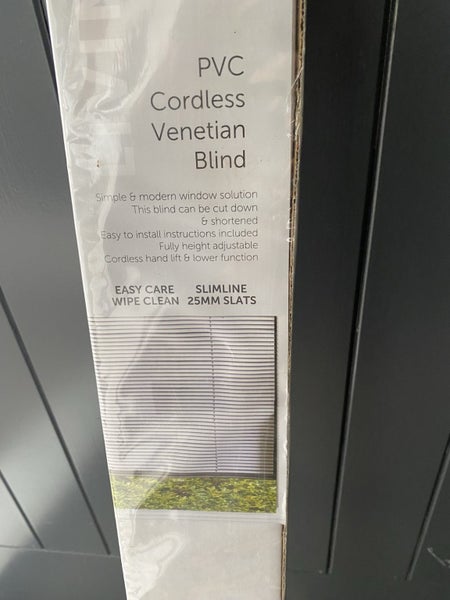 PVC
Cordless
Venetian
Blind
Simple & modern window solution
This blind can be cut down
& shortened
Easy to install instructions included
Fully height adjustable
Cordless hand lift & lower function
EASY CARE SLIMLINE
WIPE CLEAN 25MM SLATS